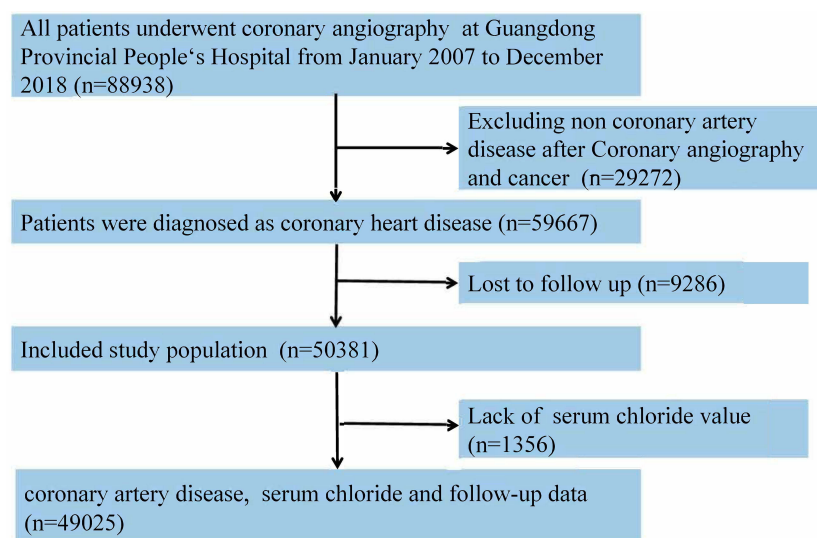 All patients underwent coronary angiography at Guangdong
Provincial People‘s Hospital from January 2007 to December
2018 (n=88938)
Excluding non coronary artery
disease after Coronary angiography
and cancer (n=29272)
Patients were diagnosed as coronary heart disease (n=59667)
Lost to follow up (n=9286)
Included study population (n=50381)
Lack of serum chloride value
(n=1356)
coronary artery disease, serum chloride and follow-up data
(n=49025)